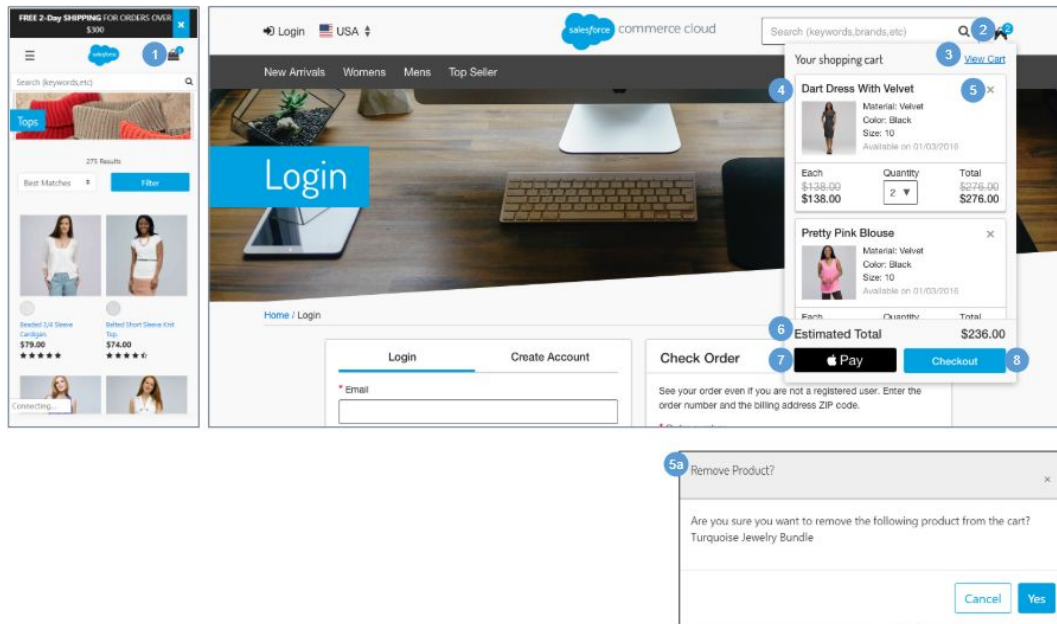 FREE 2-Day SHIPPING FOR ORDERS OVER
$300
×
salesforce
1
Search (keywords,etc)
Tops
275 Results
Best Matches
Filter
Beaded 3/4 Sleeve
Cardigan
$79.00
★★★★★
Belted Short Sleeve Knit
Top
$74.00
Connecting...
Login
USA
salesforce commerce cloud
Search (keywords,brands,etc)
2
2
New Arrivals Womens Mens Top Seller
Login
Home / Login
Login Create Account
* Email
Check Order
See your order even if you are not a registered user. Enter the
order number and the billing address ZIP code.
Your shopping cart
3
View Cart
4
Dart Dress With Velvet
5
×
Material: Velvet
Color: Black
Size: 10
Available on 01/03/2016
Each Quantity Total
$138.00 $276.00
$138.00 2 ▼ $276.00
Pretty Pink Blouse ×
Material: Velvet
Color: Black
Size: 10
Available on 01/03/2016
Each Quantity Total
6
Estimated Total $236.00
7
Pay
Checkout
8
5a
Remove Product? ×
Are you sure you want to remove the following product from the cart?
Turquoise Jewelry Bundle
Cancel Yes